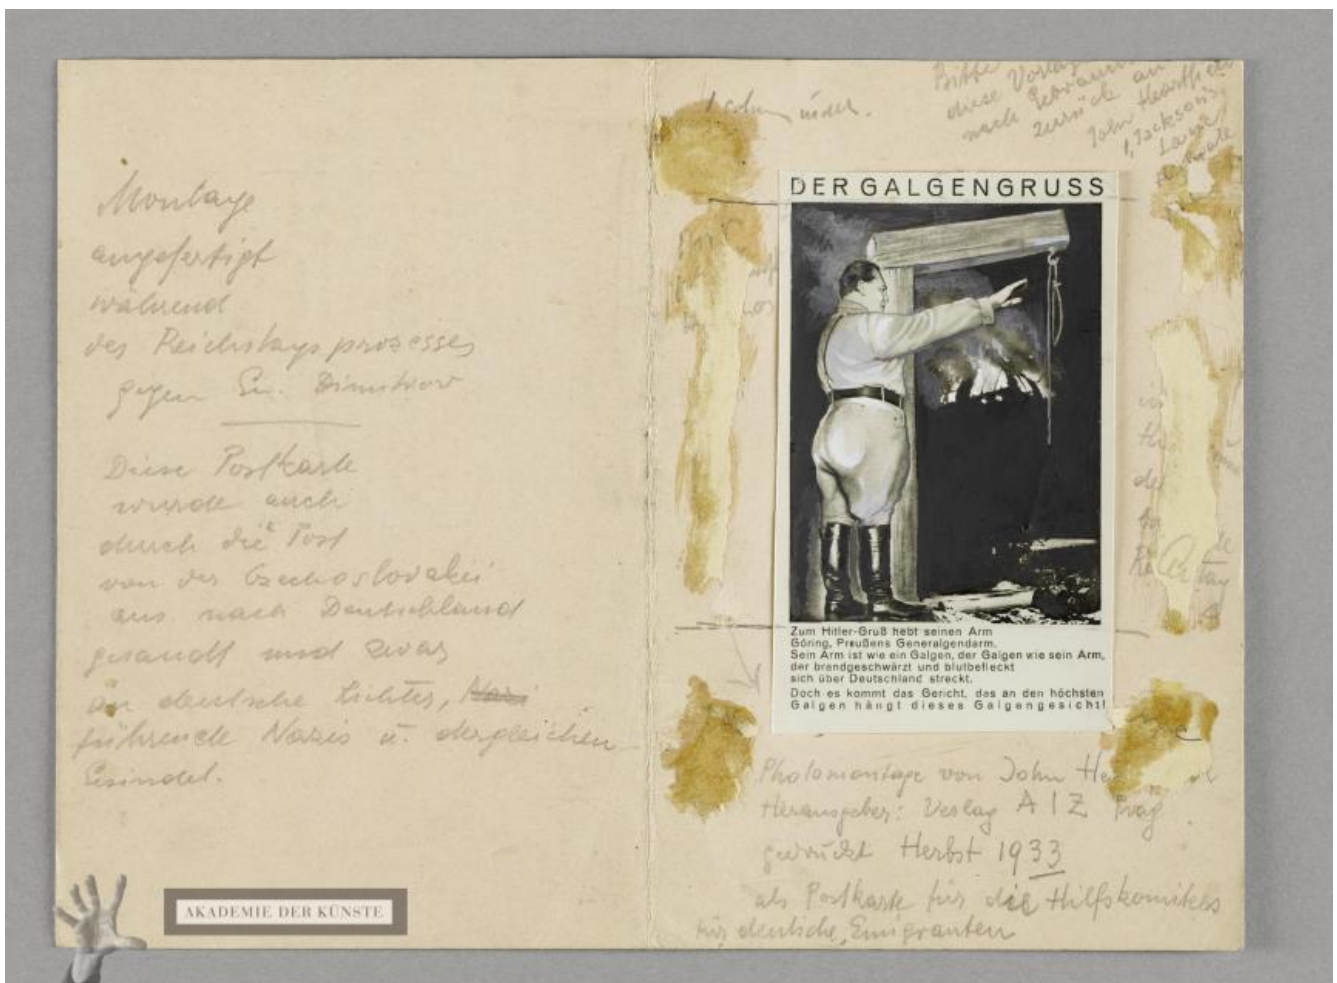 Montage
angefertigt
während
des Reichstagsprozesses
gegen Dimitrow
Diese Postkarte
wurde auch
durch die Post
von der Czechoslovakei
aus nach Deutschland
gesandt und zwar
an deutsche Richter,
führende Nazis u. dergleichen
Gesindel.
AKADEMIE DER KÜNSTE
Bitte
diese Vorlage
nach Gebrauch
zurück an
John Heartfield
1, Jacksons
Lane
Highgate
DER GALGENGRUSS
Zum Hitler-Gruß hebt seinen Arm
Göring, Preußens Generalgendarm.
Sein Arm ist wie ein Galgen, der Galgen wie sein Arm,
der brandgeschwärzt und blutbefleckt
sich über Deutschland streckt.
Doch es kommt das Gericht, das an den höchsten
Galgen hängt dieses Galgengesicht!
Photomontage von John
Herausgeber: Verlag AIZ Prag
gedruckt Herbst 1933
als Postkarte für die Hilfskomitees
für deutsche Emigranten